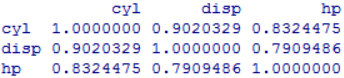 cyl disp hp
cyl 1.0000000 0.9020329 0.8324475
disp 0.9020329 1.0000000 0.7909486
hp 0.8324475 0.7909486 1.0000000